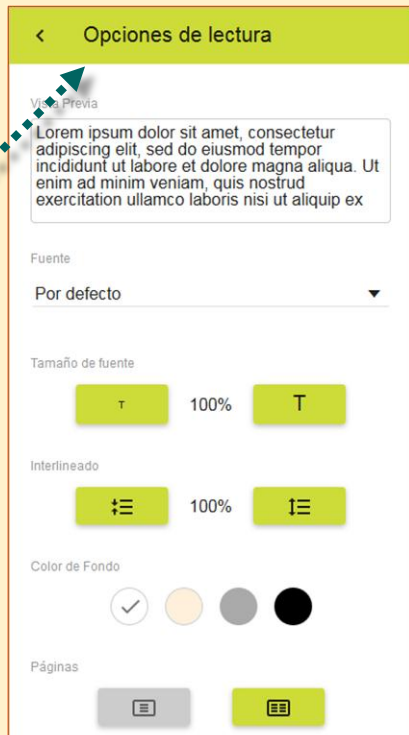 Opciones de lectura
Vista Previa
Lorem ipsum dolor sit amet, consectetur
adipiscing elit, sed do eiusmod tempor
incididunt ut labore et dolore magna aliqua. Ut
enim ad minim veniam, quis nostrud
exercitation ullamco laboris nisi ut aliquip ex
Fuente
Por defecto
Tamaño de fuente
T 100% T
Interlineado
100%
Color de Fondo
Páginas